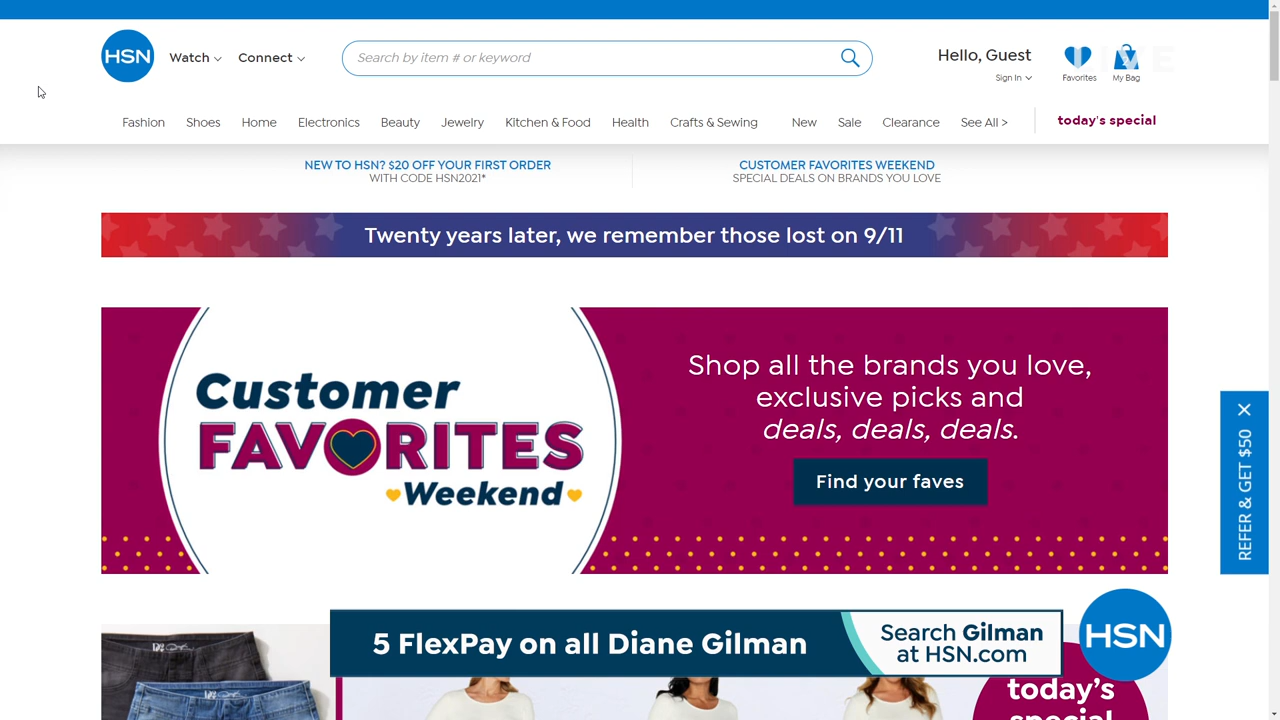 HSN
Watch
Connect
Search by item # or keyword
Hello, Guest
Sign In
Favorites
My Bag
Fashion
Shoes
Home
Electronics
Beauty
Jewelry
Kitchen & Food
Health
Crafts & Sewing
New
Sale
Clearance
See All >
today's special
NEW TO HSN? $20 OFF YOUR FIRST ORDER
WITH CODE HSN2021*
CUSTOMER FAVORITES WEEKEND
SPECIAL DEALS ON BRANDS YOU LOVE
Twenty years later, we remember those lost on 9/11
Customer
FAVORITES
Weekend
Shop all the brands you love,
exclusive picks and
deals, deals, deals.
Find your faves
REFER & GET $50
5 FlexPay on all Diane Gilman
Search Gilman
at HSN.com
HSN
today's
special